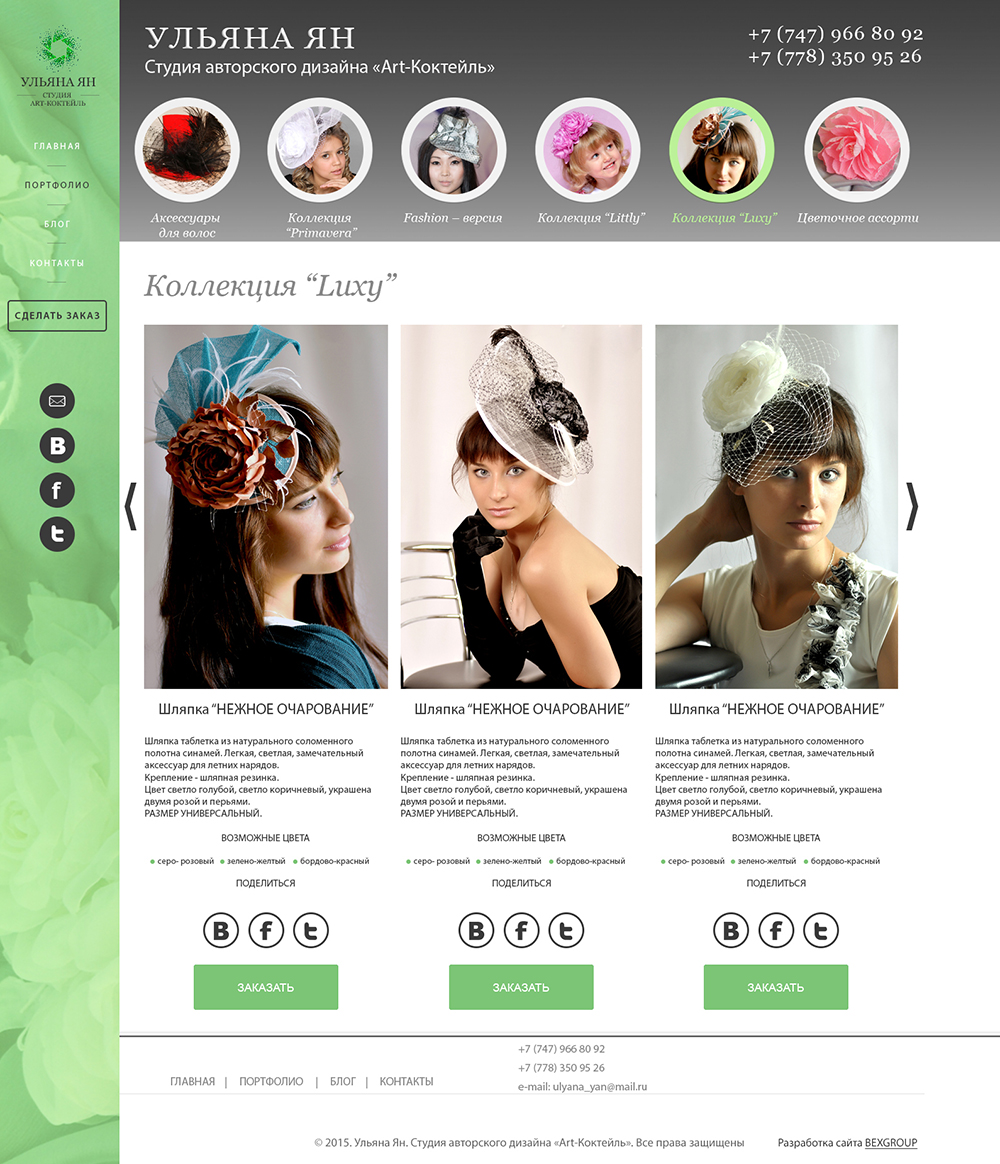 УЛЬЯНА ЯН
СТУДИЯ
ART-КОКТЕЙЛЬ
ГЛАВНАЯ
ПОРТФОЛИО
БЛОГ
КОНТАКТЫ
СДЕЛАТЬ ЗАКАЗ
УЛЬЯНА ЯН
Студия авторского дизайна «Art-Коктейль»
+7 (747) 966 80 92
+7 (778) 350 95 26
Аксессуары
для волос
Коллекция
“Primavera”
Fashion – версия
Коллекция “Littly”
Коллекция “Luxy”
Цветочное ассорти
Коллекция “Luxy”
Шляпка “НЕЖНОЕ ОЧАРОВАНИЕ”
Шляпка таблетка из натурального соломенного
полотна синамей. Легкая, светлая, замечательный
аксессуар для летних нарядов.
Крепление - шляпная резинка.
Цвет светло голубой, светло коричневый, украшена
двумя розой и перьями.
РАЗМЕР УНИВЕРСАЛЬНЫЙ.
ВОЗМОЖНЫЕ ЦВЕТА
серо- розовый зелено-желтый бордово-красный
ПОДЕЛИТЬСЯ
ЗАКАЗАТЬ
Шляпка “НЕЖНОЕ ОЧАРОВАНИЕ”
Шляпка таблетка из натурального соломенного
полотна синамей. Легкая, светлая, замечательный
аксессуар для летних нарядов.
Крепление - шляпная резинка.
Цвет светло голубой, светло коричневый, украшена
двумя розой и перьями.
РАЗМЕР УНИВЕРСАЛЬНЫЙ.
ВОЗМОЖНЫЕ ЦВЕТА
серо- розовый зелено-желтый бордово-красный
ПОДЕЛИТЬСЯ
ЗАКАЗАТЬ
Шляпка “НЕЖНОЕ ОЧАРОВАНИЕ”
Шляпка таблетка из натурального соломенного
полотна синамей. Легкая, светлая, замечательный
аксессуар для летних нарядов.
Крепление - шляпная резинка.
Цвет светло голубой, светло коричневый, украшена
двумя розой и перьями.
РАЗМЕР УНИВЕРСАЛЬНЫЙ.
ВОЗМОЖНЫЕ ЦВЕТА
серо- розовый зелено-желтый бордово-красный
ПОДЕЛИТЬСЯ
ЗАКАЗАТЬ
ГЛАВНАЯ | ПОРТФОЛИО | БЛОГ | КОНТАКТЫ
+7 (747) 966 80 92
+7 (778) 350 95 26
e-mail: ulyana_yan@mail.ru
© 2015. Ульяна Ян. Студия авторского дизайна «Art-Коктейль». Все права защищены
Разработка сайта BEXGROUP